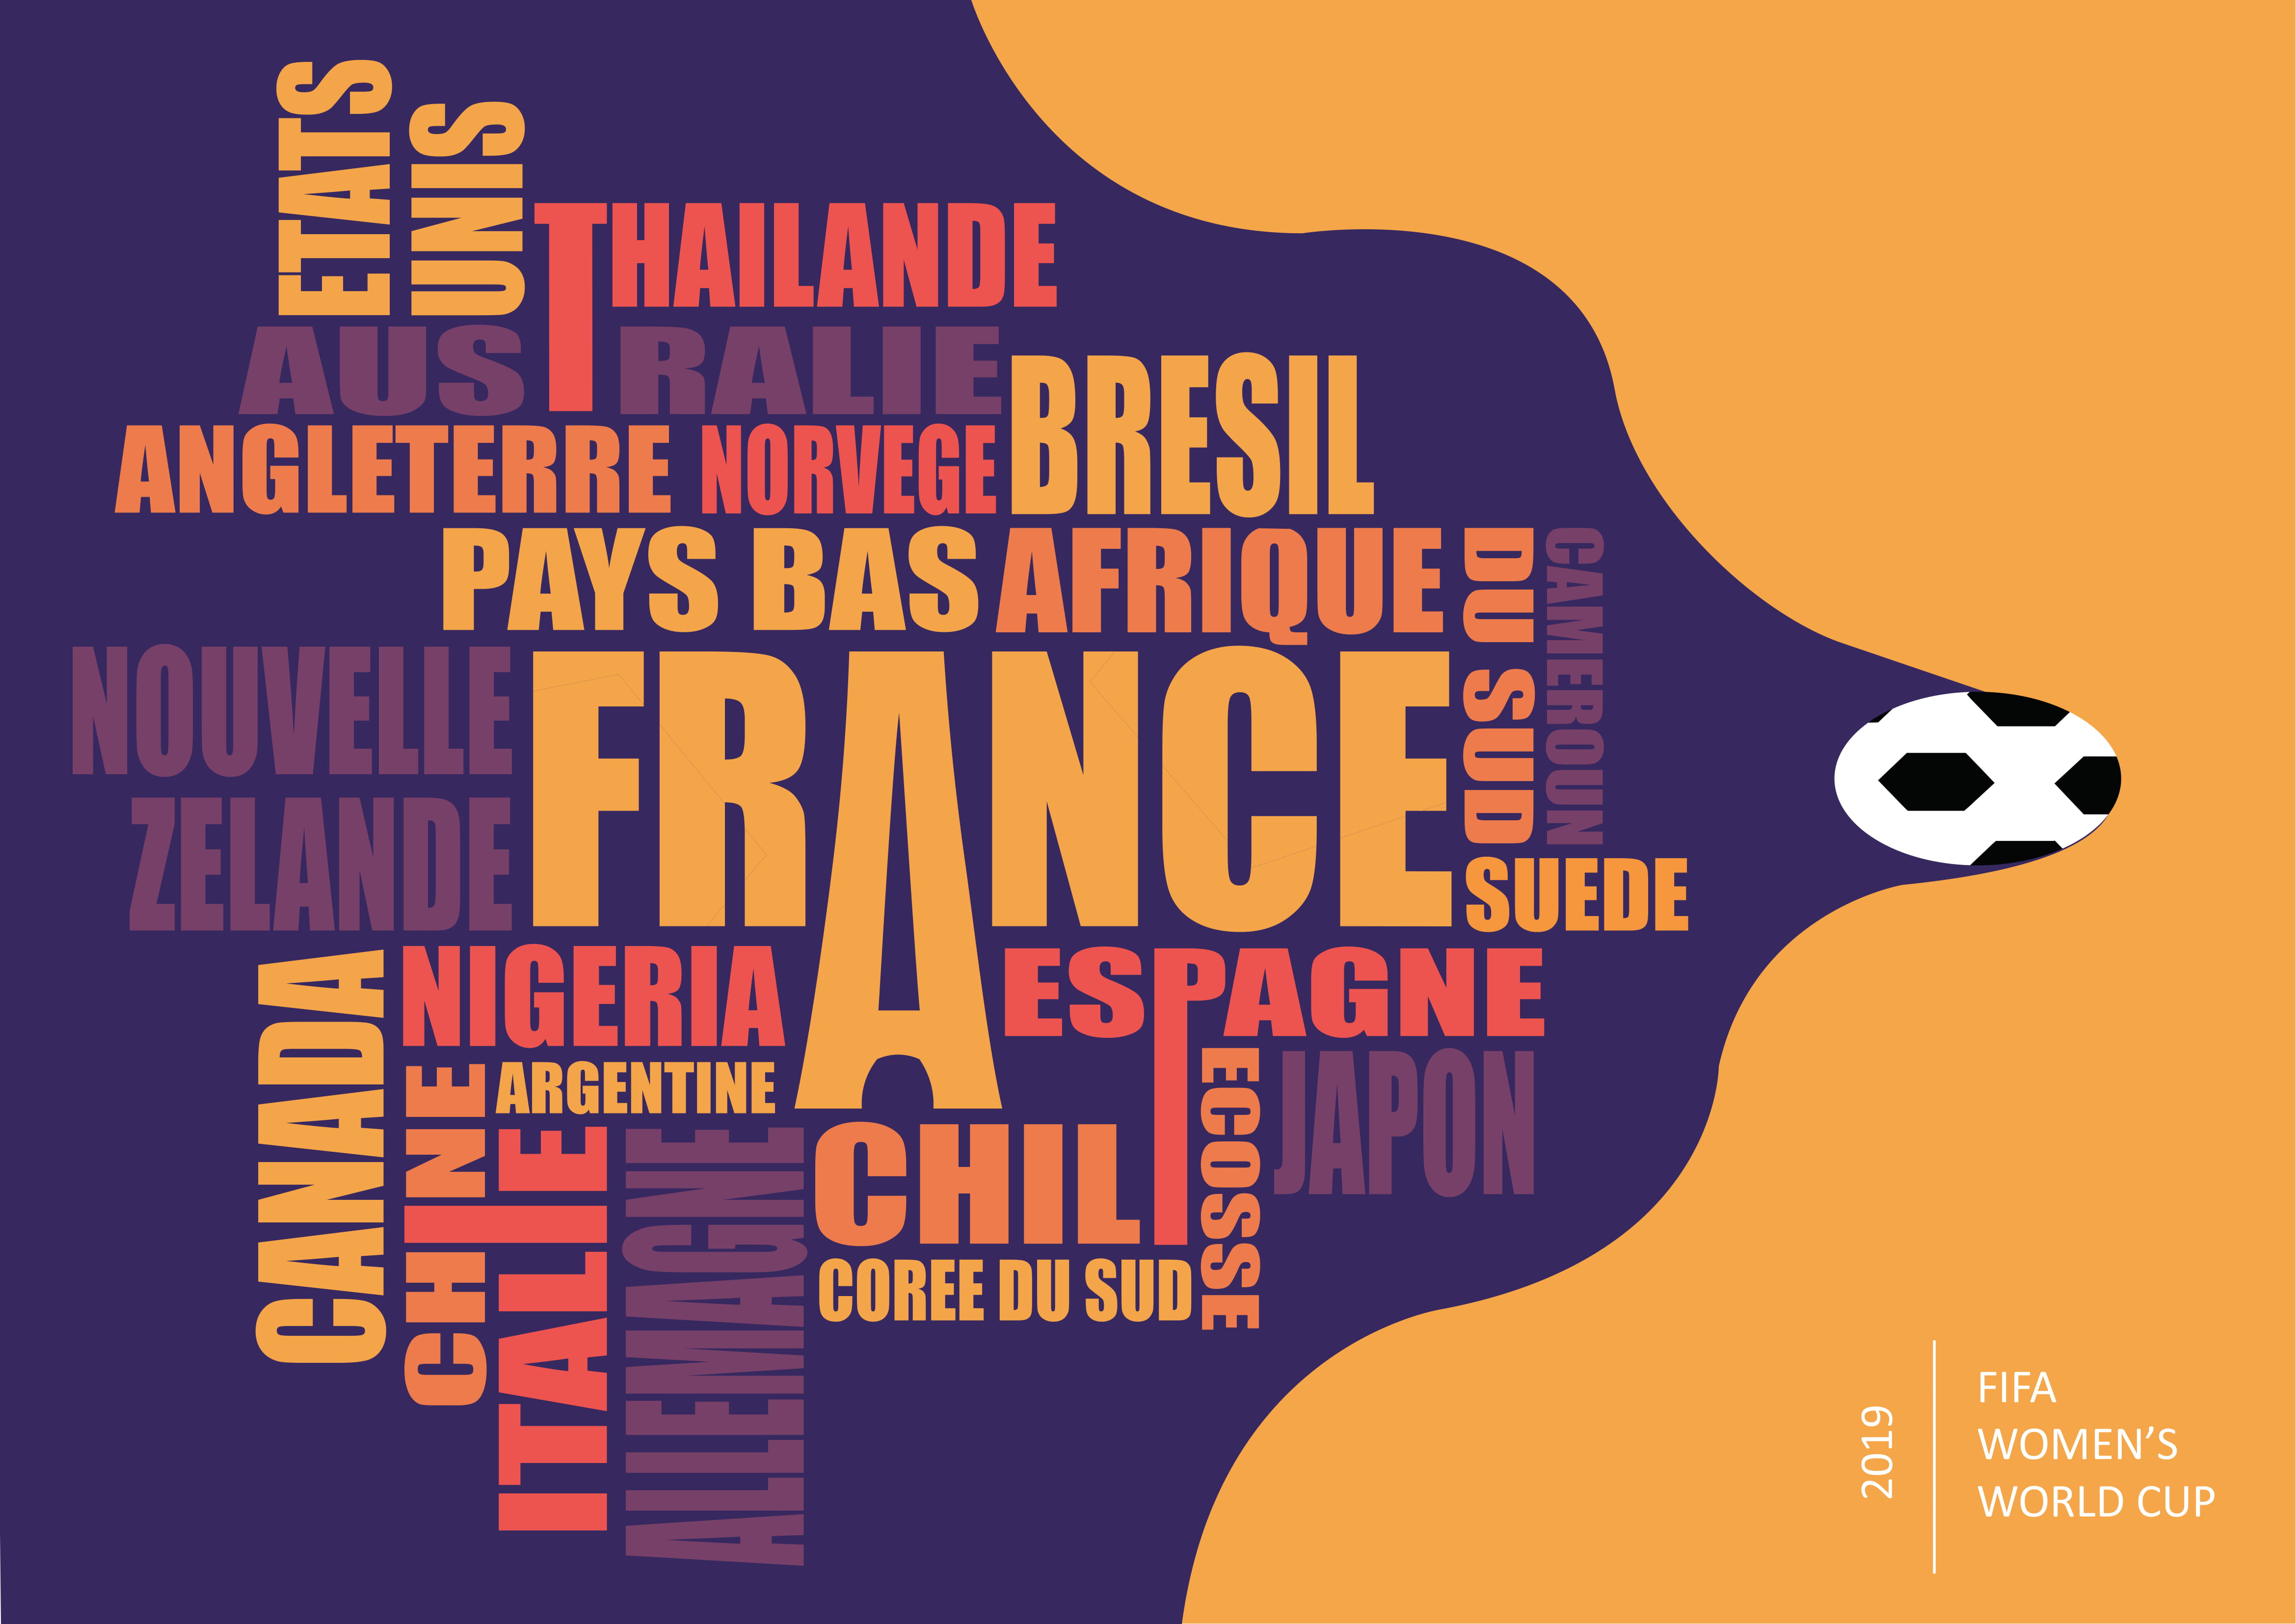 ETATS
UNIS
THAILANDE
AUSTRALIE
BRESIL
ANGLETERRE NORVEGE
PAYS BAS AFRIQUE
DU SUD
CAMEROUN
NOUVELLE
ZELANDE
FRANCE
SUEDE
CANADA
NIGERIA
ESPAGNE
CHINE
ARGENTINE
ITALIE
ALLEMAGNE
CHILI
ECOSSE
JAPON
COREE DU SUD
2019
FIFA
WOMEN'S
WORLD CUP